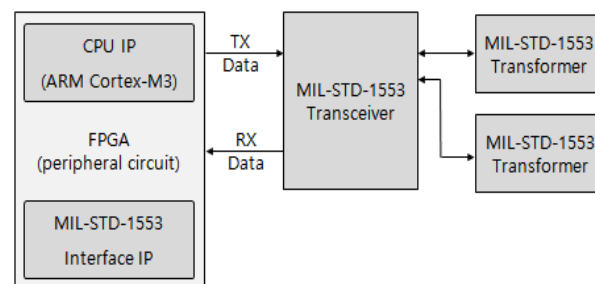 CPU IP
(ARM Cortex-M3)
FPGA
(peripheral circuit)
MIL-STD-1553
Interface IP
TX
Data
RX
Data
MIL-STD-1553
Transceiver
MIL-STD-1553
Transformer
MIL-STD-1553
Transformer